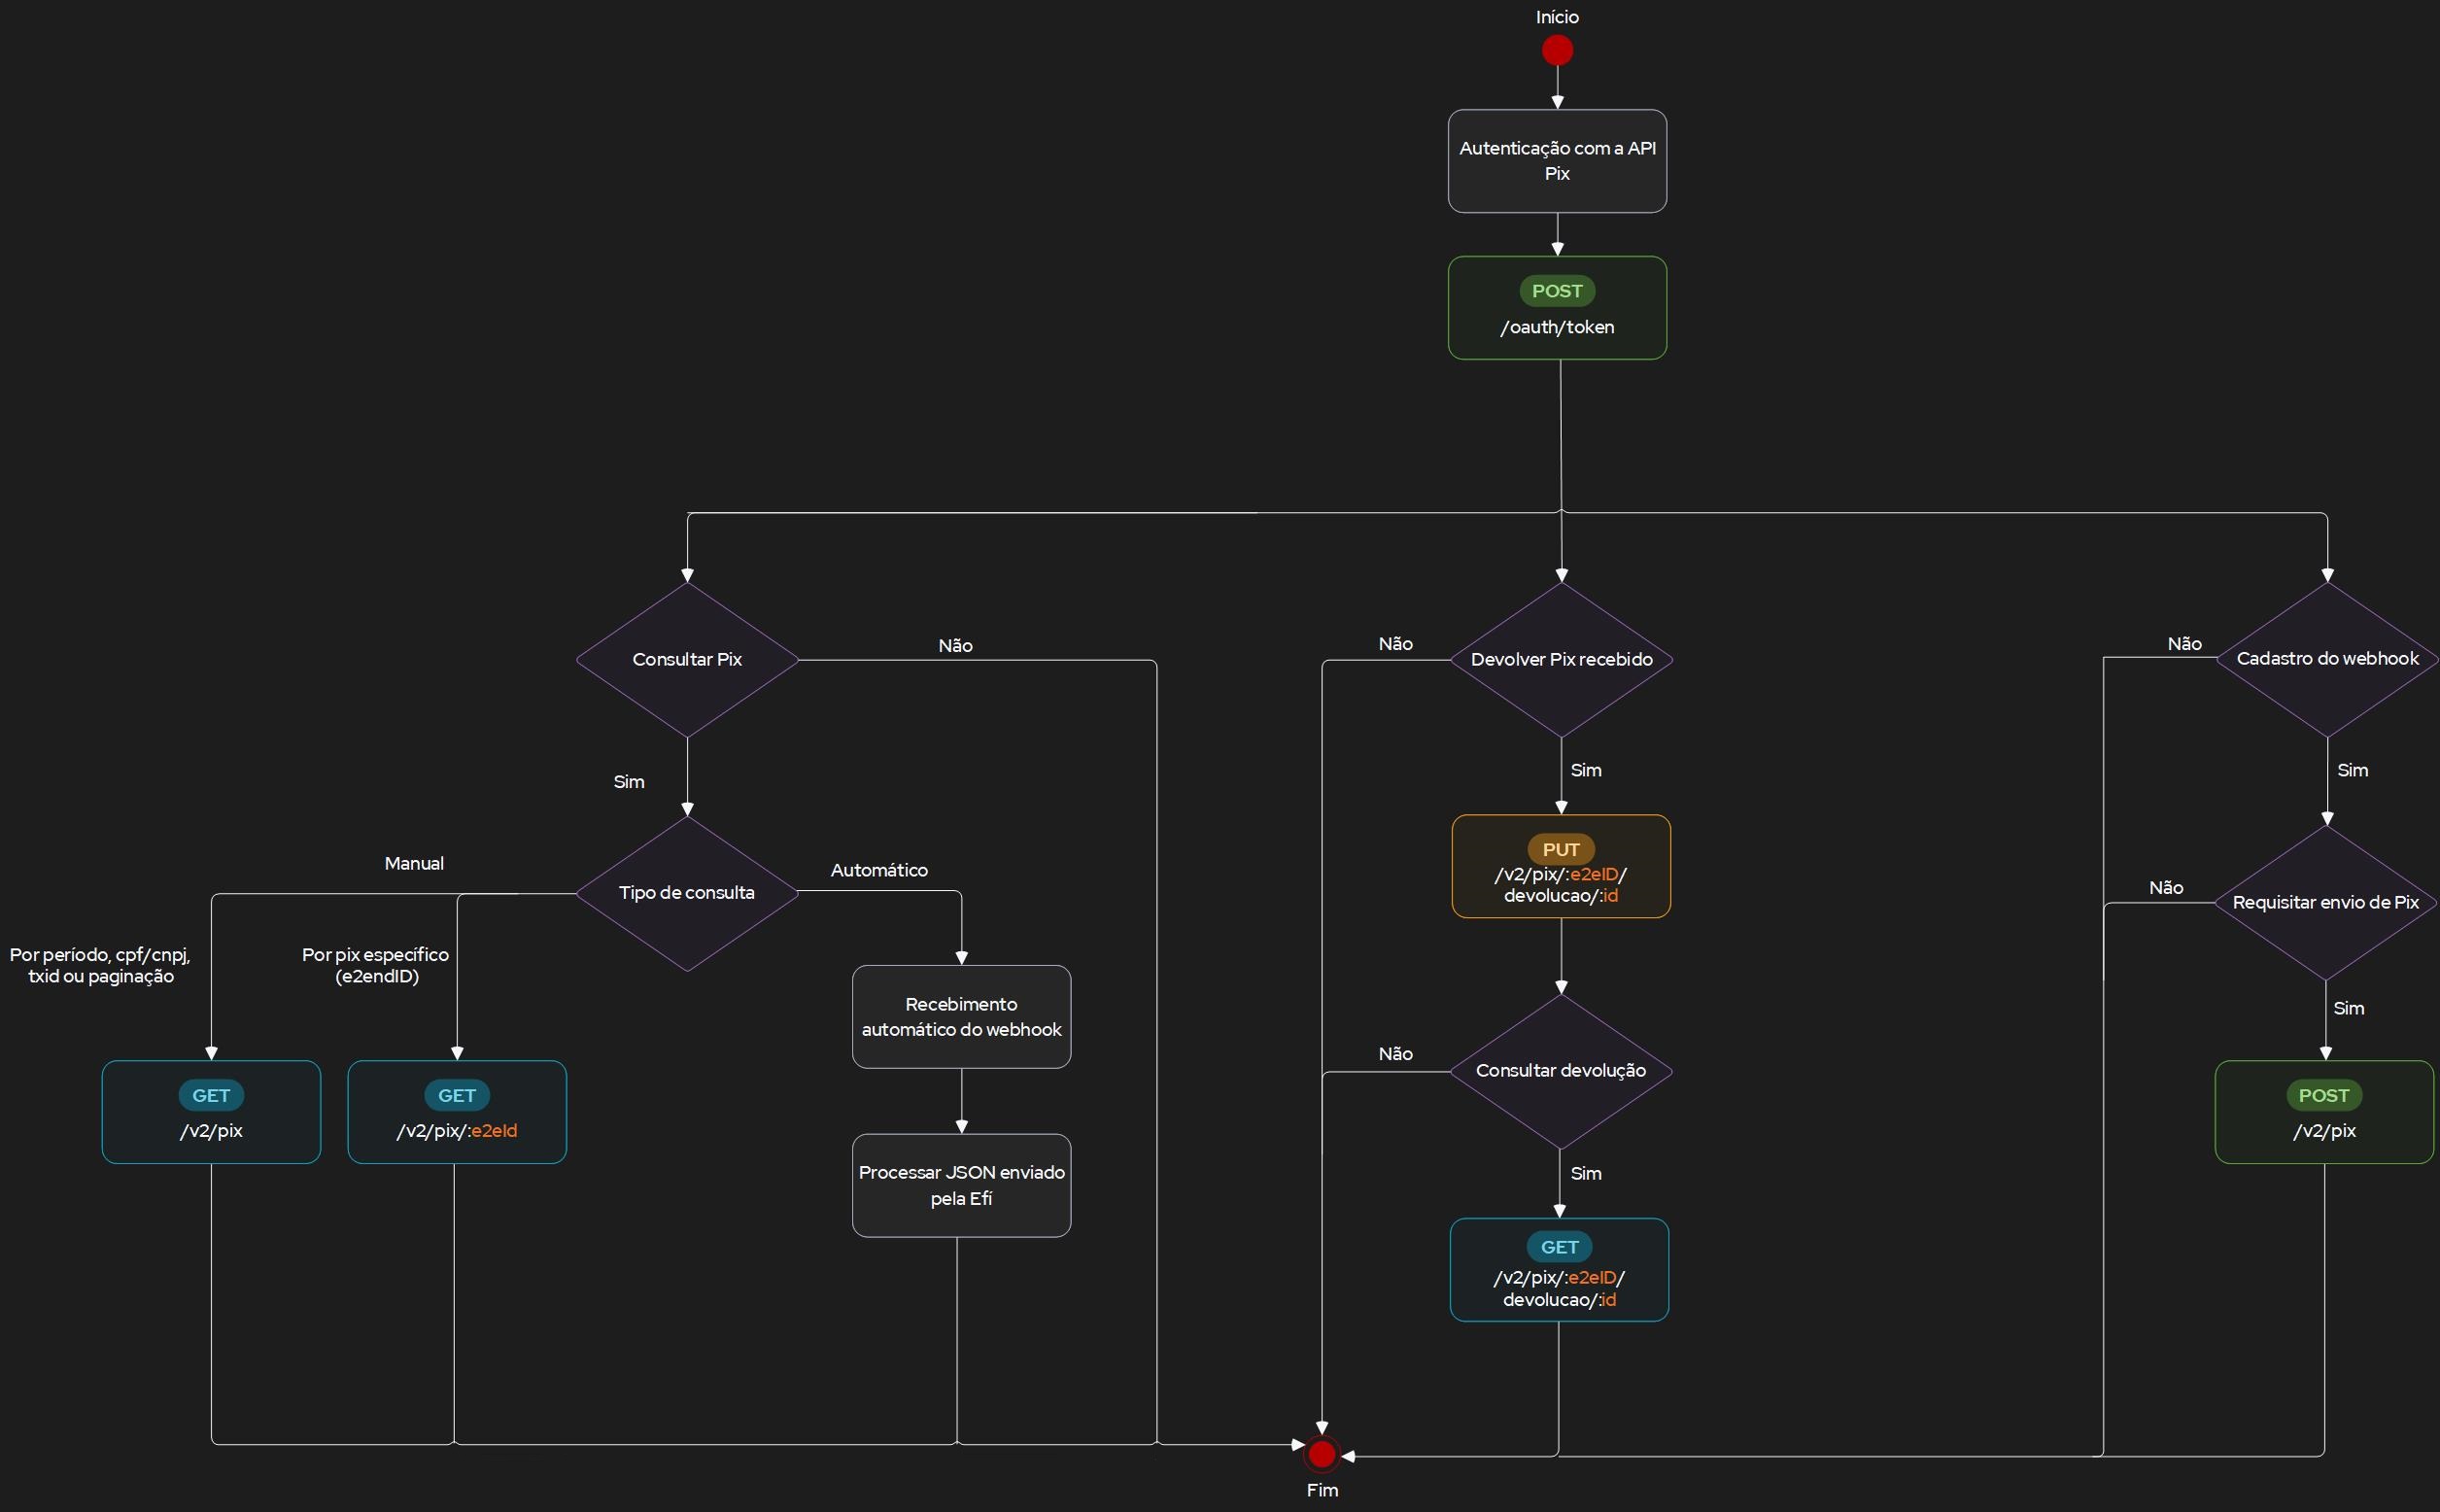 Início
Autenticação com a API
Pix
POST
/oauth/token
Consultar Pix
Não
Sim
Tipo de consulta
Manual
Automático
Por período, cpf/cnpj,
txid ou paginação
Por pix específico
(e2endID)
GET
/v2/pix
GET
/v2/pix/:e2eId
Recebimento
automático do webhook
Processar JSON enviado
pela Efí
Devolver Pix recebido
Não
Sim
PUT
/v2/pix/:e2eID/
devolucao/:id
Consultar devolução
Não
Sim
GET
/v2/pix/:e2eID/
devolucao/:id
Cadastro do webhook
Não
Sim
Requisitar envio de Pix
Não
Sim
POST
/v2/pix
Fim